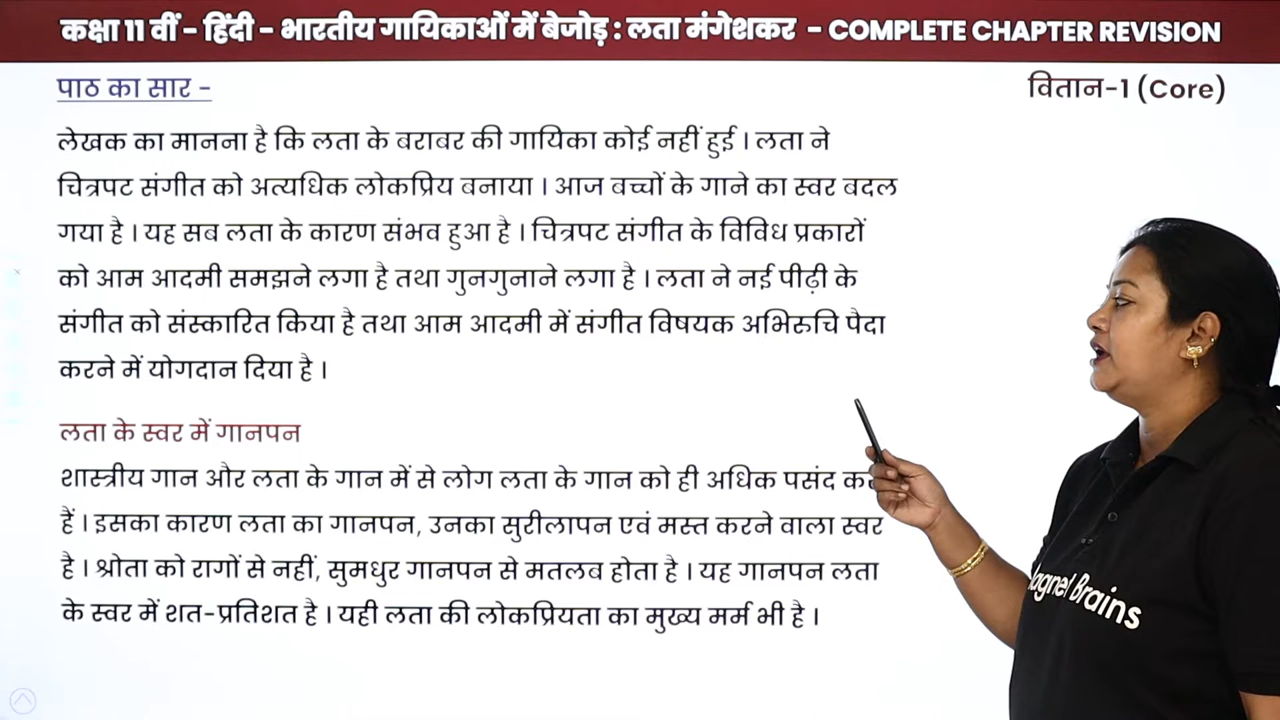 कक्षा 11 वीं - हिंदी - भारतीय गायिकाओं में बेजोड़ : लता मंगेशकर - COMPLETE CHAPTER REVISION
पाठ का सार -
वितान-1 (Core)
लेखक का मानना है कि लता के बराबर की गायिका कोई नहीं हुई । लता ने
चित्रपट संगीत को अत्यधिक लोकप्रिय बनाया । आज बच्चों के गाने का स्वर बदल
गया है । यह सब लता के कारण संभव हुआ है । चित्रपट संगीत के विविध प्रकारों
को आम आदमी समझने लगा है तथा गुनगुनाने लगा है । लता ने नई पीढ़ी के
संगीत को संस्कारित किया है तथा आम आदमी में संगीत विषयक अभिरुचि पैदा
करने में योगदान दिया है ।
लता के स्वर में गानपन
शास्त्रीय गान और लता के गान में से लोग लता के गान को ही अधिक पसंद
हैं । इसका कारण लता का गानपन, उनका सुरीलापन एवं मस्त करने वाला स्वर
है । श्रोता को रागों से नहीं, सुमधुर गानपन से मतलब होता है । यह गानपन लता
के स्वर में शत-प्रतिशत है । यही लता की लोकप्रियता का मुख्य मर्म भी है ।
Brains